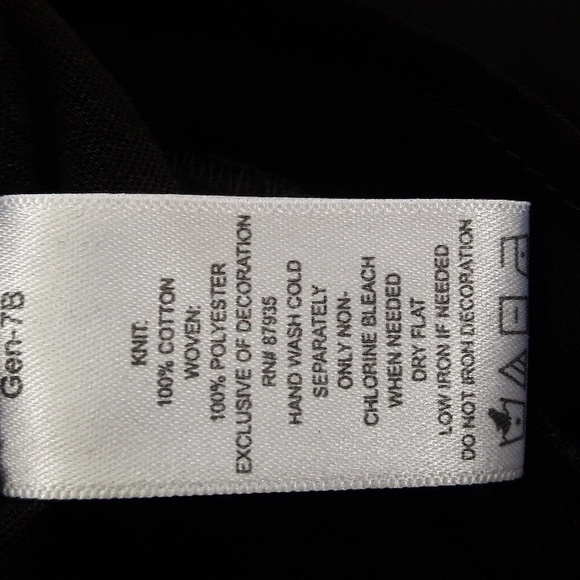 Gen-7B
KNIT:
100% COTTON
WOVEN:
100% POLYESTER
EXCLUSIVE OF DECORATION
RN# 87935
HAND WASH COLD
SEPARATELY
ONLY NON-
CHLORINE BLEACH
WHEN NEEDED
DRY FLAT
LOW IRON IF NEEDED
DO NOT IRON DECORATION